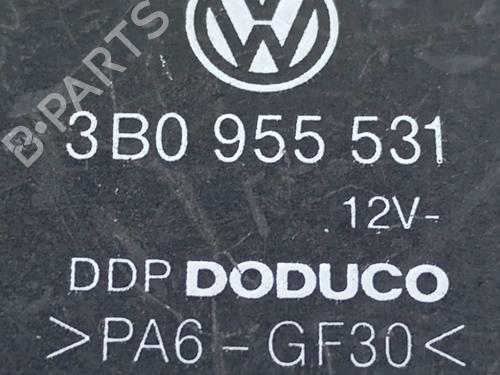 B-PARTS
3B0 955 531
12V-
DDP DODUCO
>PA6-GF30<